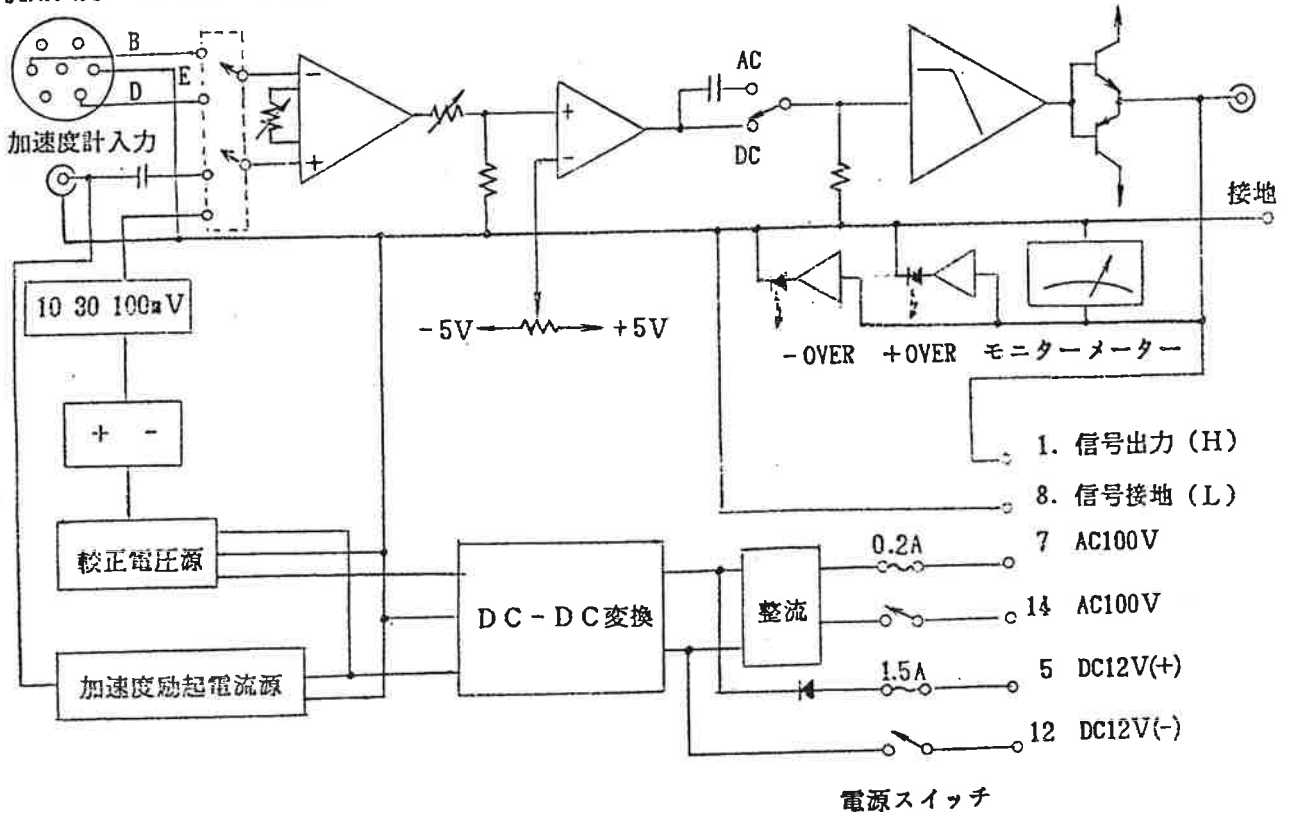 B
E
D
加速度計入力
AC
DC
接地
10 30 100mV
-5V
+5V
-OVER
+OVER
モニターメーター
+ -
1. 信号出力 (H)
8. 信号接地 (L)
較正電圧源
DC-DC変換
整流
0.2A
7 AC100V
14 AC100V
加速度励起電流源
1.5A
5 DC12V(+)
12 DC12V(-)
電源スイッチ